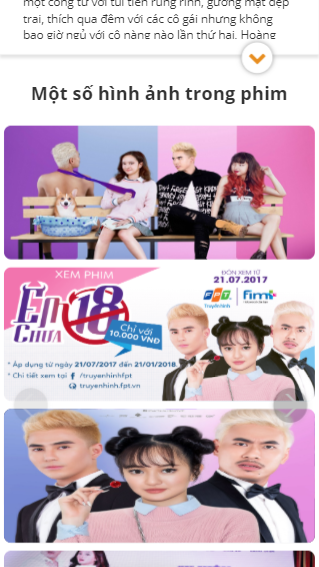 một công tử với túi tiền rủng rỉnh, gương mặt đẹp
trai, thích qua đêm với các cô gái nhưng không
bao giờ ngủ với cô nàng nào lần thứ hai. Hoàng
Một số hình ảnh trong phim
XEM PHIM
EM
CHƯA
18
Chỉ với
10.000 VNĐ
* Áp dụng từ ngày 21/07/2017 đến 21/01/2018
* Chi tiết xem tại f /truyenhinhfpt
truyenhinh.fpt.vn
ĐÓN XEM TỪ
21.07.2017
FPT
Truyền hình
fim+